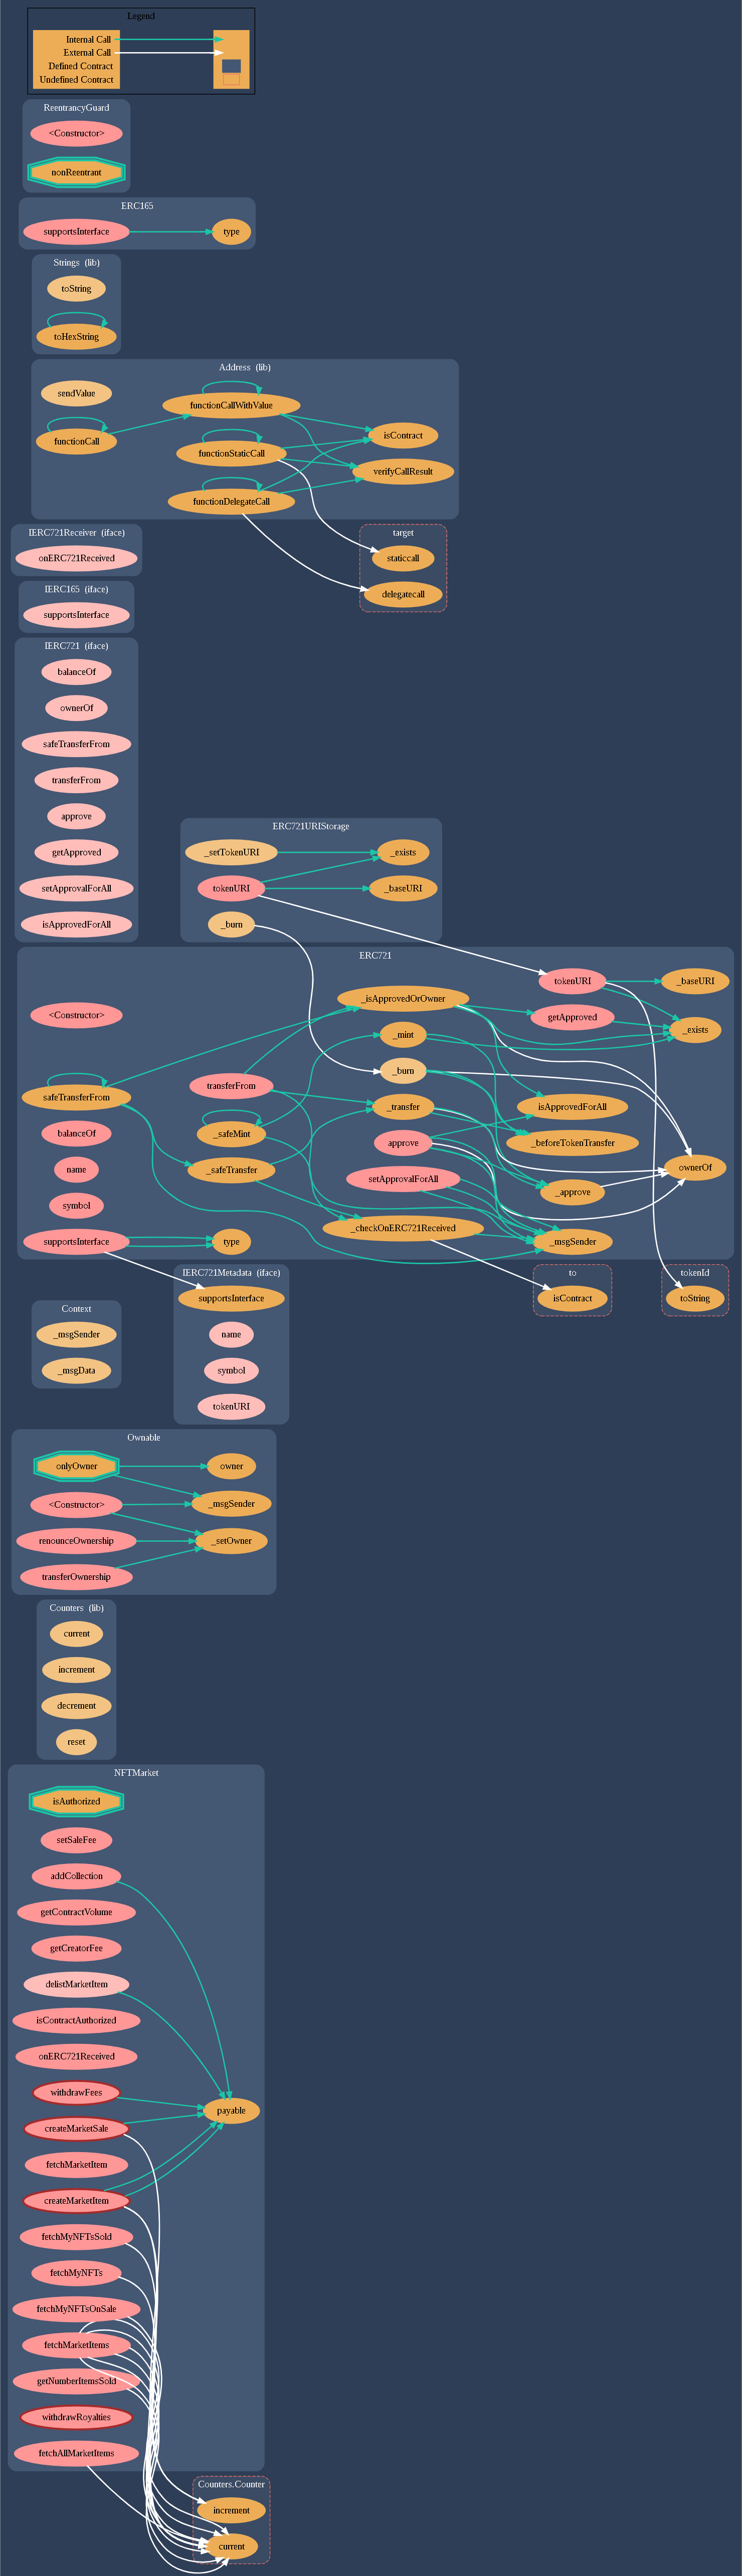 Legend
Internal Call
External Call
Defined Contract
Undefined Contract
ReentrancyGuard
<Constructor>
nonReentrant
ERC165
supportsInterface
type
Strings (lib)
toString
toHexString
Address (lib)
sendValue
functionCall
functionCallWithValue
functionStaticCall
functionDelegateCall
isContract
verifyCallResult
target
staticcall
delegatecall
IERC721Receiver (iface)
onERC721Received
IERC165 (iface)
supportsInterface
IERC721 (iface)
balanceOf
ownerOf
safeTransferFrom
transferFrom
approve
getApproved
setApprovalForAll
isApprovedForAll
ERC721URIStorage
_setTokenURI
tokenURI
_burn
_exists
_baseURI
ERC721
<Constructor>
safeTransferFrom
balanceOf
name
symbol
supportsInterface
transferFrom
_safeMint
_safeTransfer
type
_isApprovedOrOwner
_mint
_burn
_transfer
approve
setApprovalForAll
_checkOnERC721Received
tokenURI
getApproved
isApprovedForAll
_beforeTokenTransfer
_approve
_msgSender
_baseURI
_exists
ownerOf
to
isContract
tokenId
toString
IERC721Metadata (iface)
supportsInterface
name
symbol
tokenURI
Context
_msgSender
_msgData
Ownable
onlyOwner
<Constructor>
renounceOwnership
transferOwnership
owner
_msgSender
_setOwner
Counters (lib)
current
increment
decrement
reset
NFTMarket
isAuthorized
setSaleFee
addCollection
getContractVolume
getCreatorFee
delistMarketItem
isContractAuthorized
onERC721Received
withdrawFees
createMarketSale
fetchMarketItem
createMarketItem
fetchMyNFTsSold
fetchMyNFTs
fetchMyNFTsOnSale
fetchMarketItems
getNumberItemsSold
withdrawRoyalties
fetchAllMarketItems
payable
Counters.Counter
increment
current